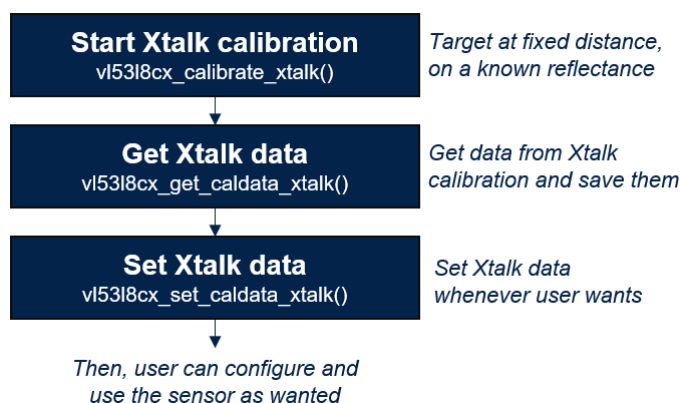 Start Xtalk calibration
vl53l8cx_calibrate_xtalk()
Target at fixed distance,
on a known reflectance
Get Xtalk data
vl53l8cx_get_caldata_xtalk()
Get data from Xtalk
calibration and save them
Set Xtalk data
vl53l8cx_set_caldata_xtalk()
Set Xtalk data
whenever user wants
Then, user can configure and
use the sensor as wanted